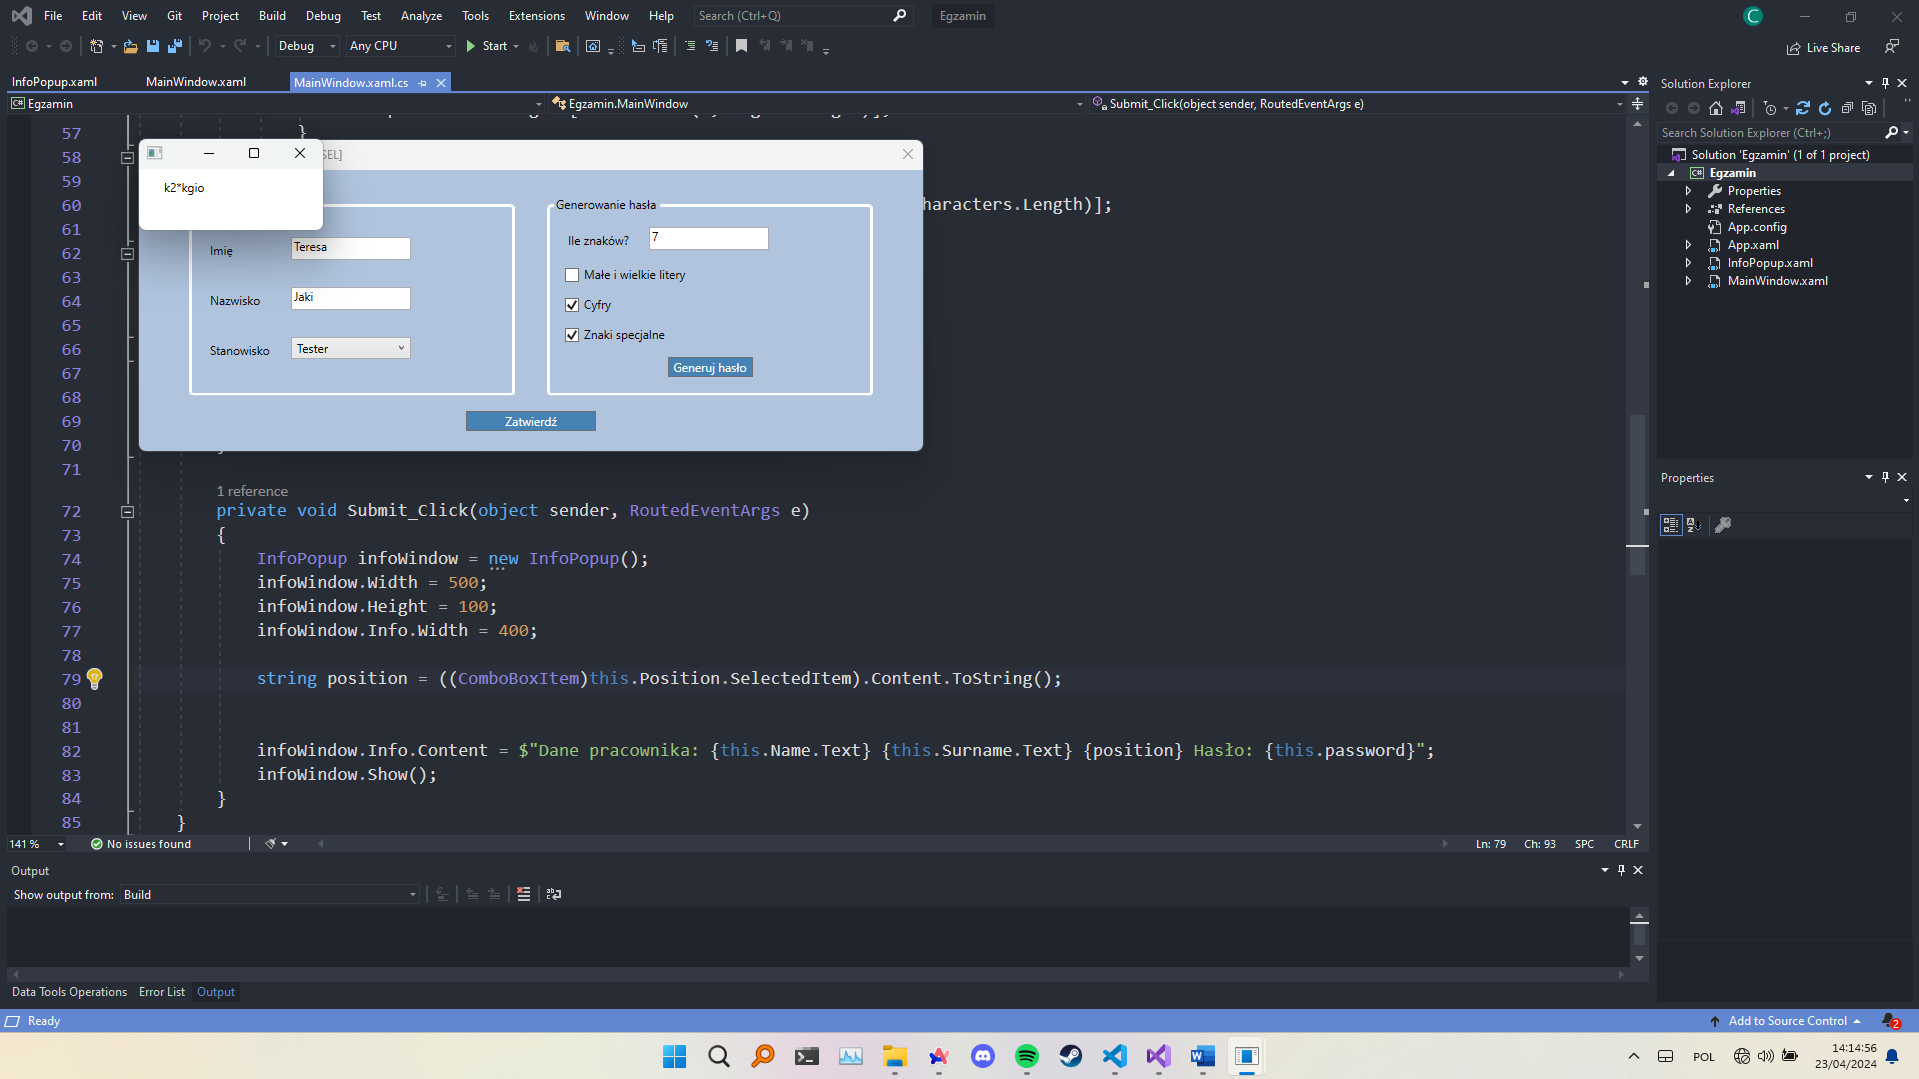 File Edit View Git Project Build Debug Test Analyze Tools Extensions Window Help Search (Ctrl+Q) Egzamin C
Debug Any CPU Start Live Share
InfoPopup.xaml MainWindow.xaml MainWindow.xaml.cs
Egzamin Egzamin.MainWindow Submit_Click(object sender, RoutedEventArgs e)
57 }
58
59
60 haracters.Length)];
61
62
63
64
65
66
67
68
69
70
71
SEL]
k2*kgio
Imię Teresa
Nazwisko Jaki
Stanowisko Tester
Generowanie hasła
Ile znaków? 7
Małe i wielkie litery
Cyfry
Znaki specjalne
Generuj hasło
Zatwierdź
1 reference
72 private void Submit_Click(object sender, RoutedEventArgs e)
73 {
74 InfoPopup infoWindow = new InfoPopup();
75 infoWindow.Width = 500;
76 infoWindow.Height = 100;
77 infoWindow.Info.Width = 400;
78
79 string position = ((ComboBoxItem)this.Position.SelectedItem).Content.ToString();
80
81
82 infoWindow.Info.Content = $"Dane pracownika: {this.Name.Text} {this.Surname.Text} {position} Hasło: {this.password}";
83 infoWindow.Show();
84 }
85 }
141 % No issues found Ln: 79 Ch: 93 SPC CRLF
Output
Show output from: Build
Data Tools Operations Error List Output
Solution Explorer
Search Solution Explorer (Ctrl+;)
Solution 'Egzamin' (1 of 1 project)
Egzamin
Properties
References
App.config
App.xaml
InfoPopup.xaml
MainWindow.xaml
Properties
Ready Add to Source Control 2
POL 14:14:56
23/04/2024